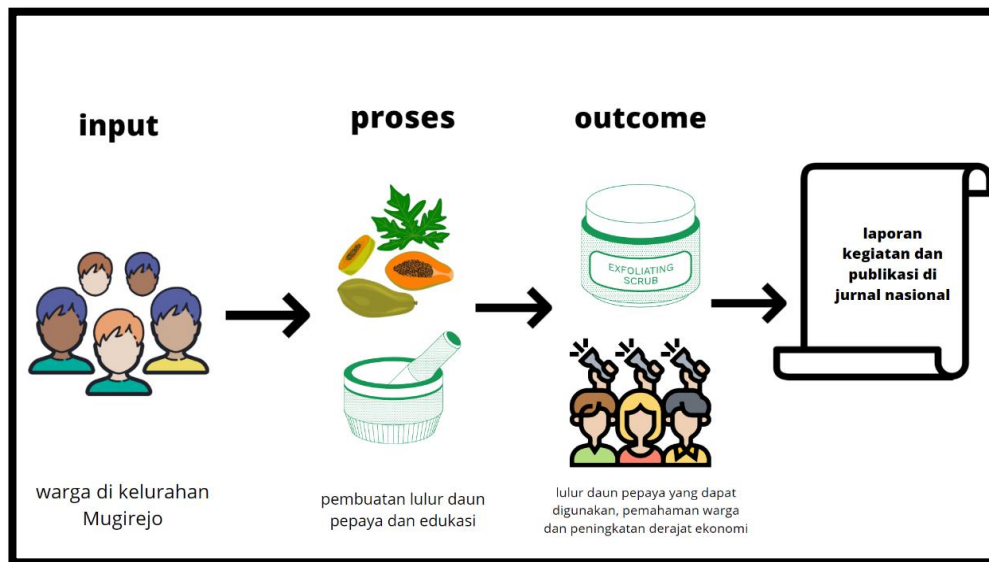 input
proses
outcome
EXFOLIATING
SCRUB
laporan
kegiatan dan
publikasi di
jurnal nasional
warga di kelurahan
Mugirejo
pembuatan lulur daun
pepaya dan edukasi
lulur daun pepaya yang dapat
digunakan, pemahaman warga
dan peningkatan derajat ekonomi